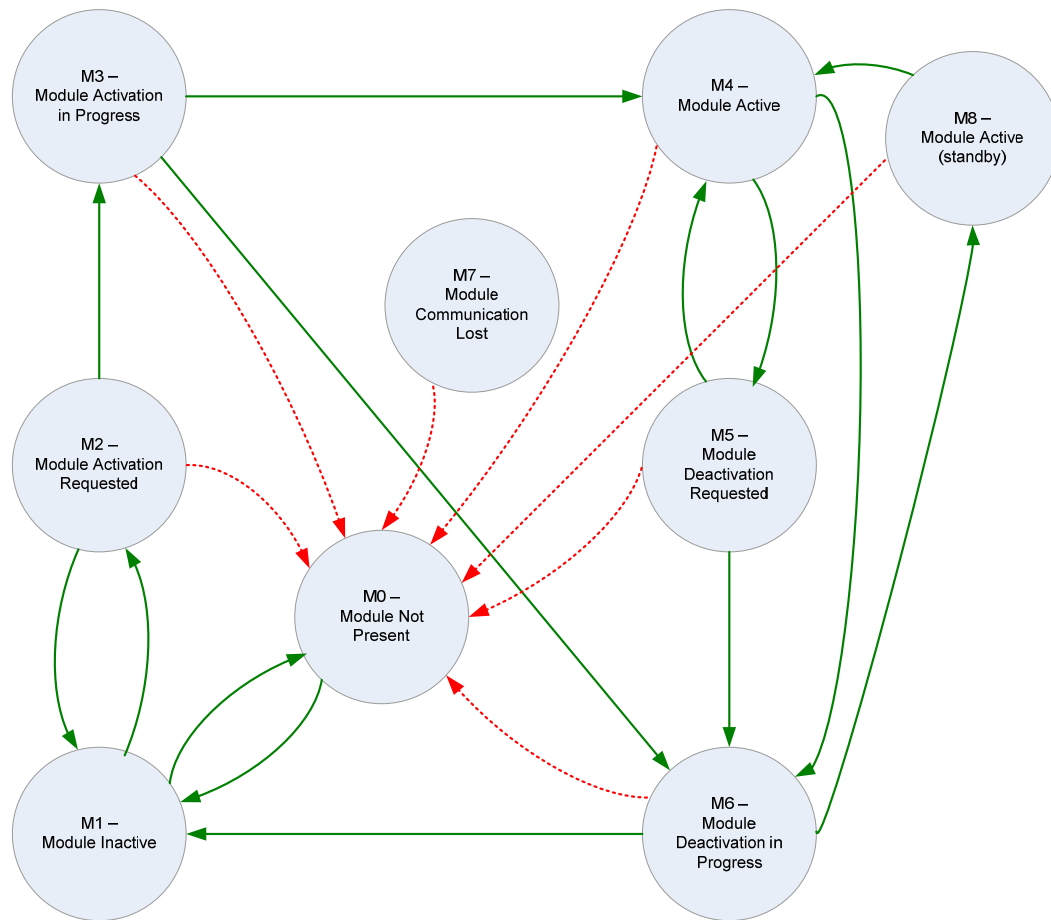 M3 –
Module Activation
in Progress
M4 –
Module Active
M8 –
Module Active
(standby)
M7 –
Module
Communication
Lost
M2 –
Module Activation
Requested
M5 –
Module
Deactivation
Requested
M0 –
Module Not
Present
M1 –
Module Inactive
M6 –
Module
Deactivation in
Progress